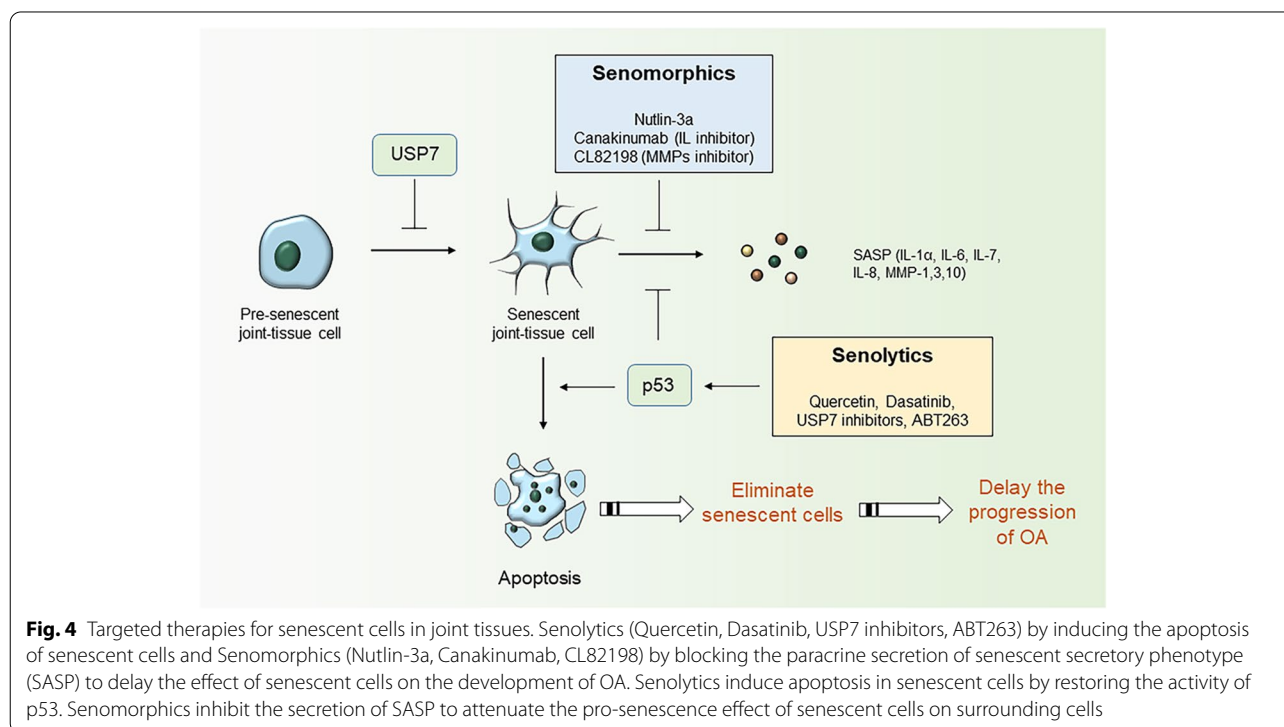 Senomorphics
Nutlin-3a
Canakinumab (IL inhibitor)
CL82198 (MMPs inhibitor)
USP7
Pre-senescent
joint-tissue cell
Senescent
joint-tissue cell
SASP (IL-1α, IL-6, IL-7,
IL-8, MMP-1,3,10)
p53
Senolytics
Quercetin, Dasatinib,
USP7 inhibitors, ABT263
Apoptosis
Eliminate
senescent cells
Delay the
progression
of OA
Fig. 4 Targeted therapies for senescent cells in joint tissues. Senolytics (Quercetin, Dasatinib, USP7 inhibitors, ABT263) by inducing the apoptosis
of senescent cells and Senomorphics (Nutlin-3a, Canakinumab, CL82198) by blocking the paracrine secretion of senescent secretory phenotype
(SASP) to delay the effect of senescent cells on the development of OA. Senolytics induce apoptosis in senescent cells by restoring the activity of
p53. Senomorphics inhibit the secretion of SASP to attenuate the pro-senescence effect of senescent cells on surrounding cells